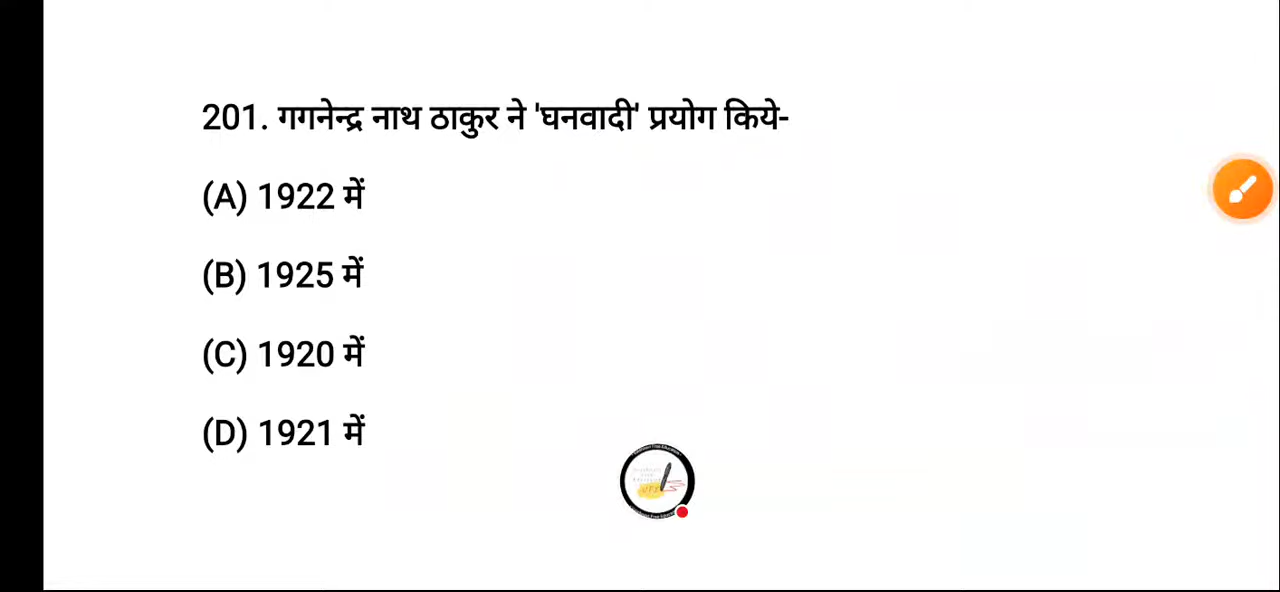 201. गगनेन्द्र नाथ ठाकुर ने 'घनवादी' प्रयोग किये-
(A) 1922 में
(B) 1925 में
(C) 1920 में
(D) 1921 में